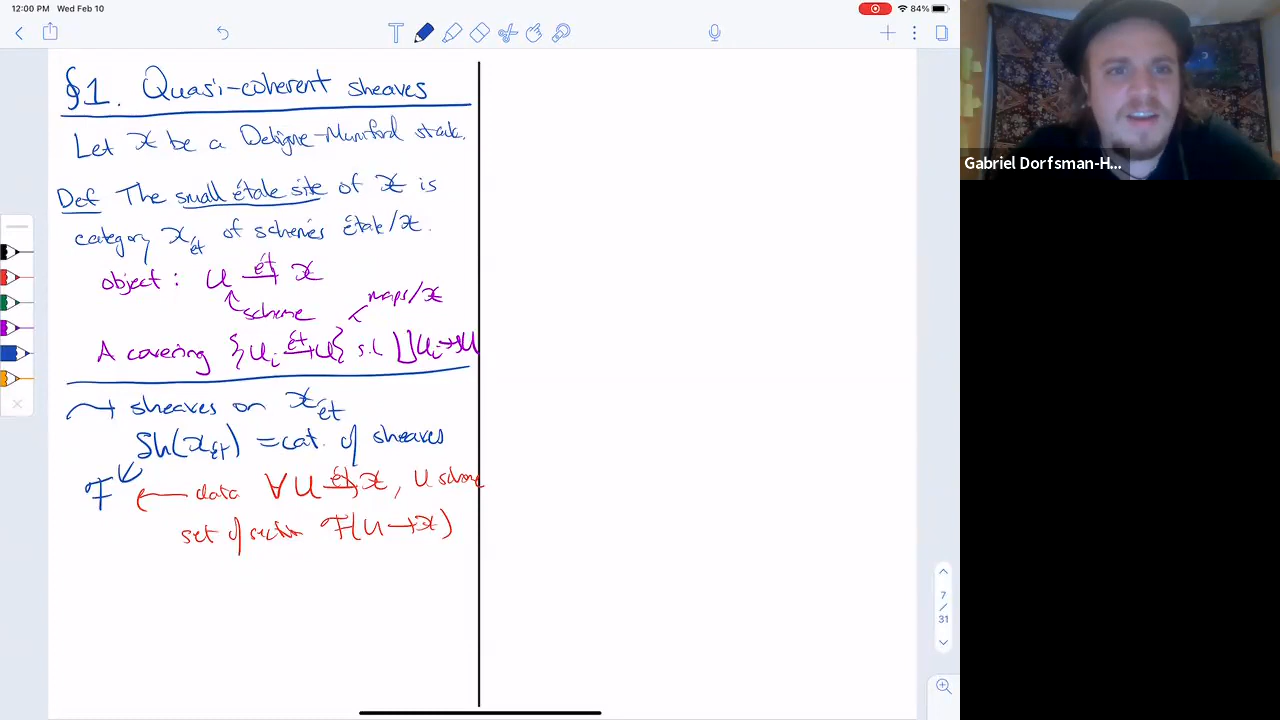 12:00 PM Wed Feb 10
84%
§1. Quasi-coherent sheaves
Let 𝒳 be a Deligne-Mumford stack.
Def The small étale site of 𝒳 is
category 𝒳ét of schemes étale/𝒳.
object: U ét→ 𝒳
scheme
maps/𝒳
A covering {Ui ét→ U} s.t. ∐Ui ↠ U
⇝ sheaves on 𝒳ét
Sh(𝒳ét) = cat. of sheaves
ℱ ← data ∀ U ét→ 𝒳, U scheme
set of sections ℱ(U → 𝒳)
7
/
31
Gabriel Dorfsman-H...